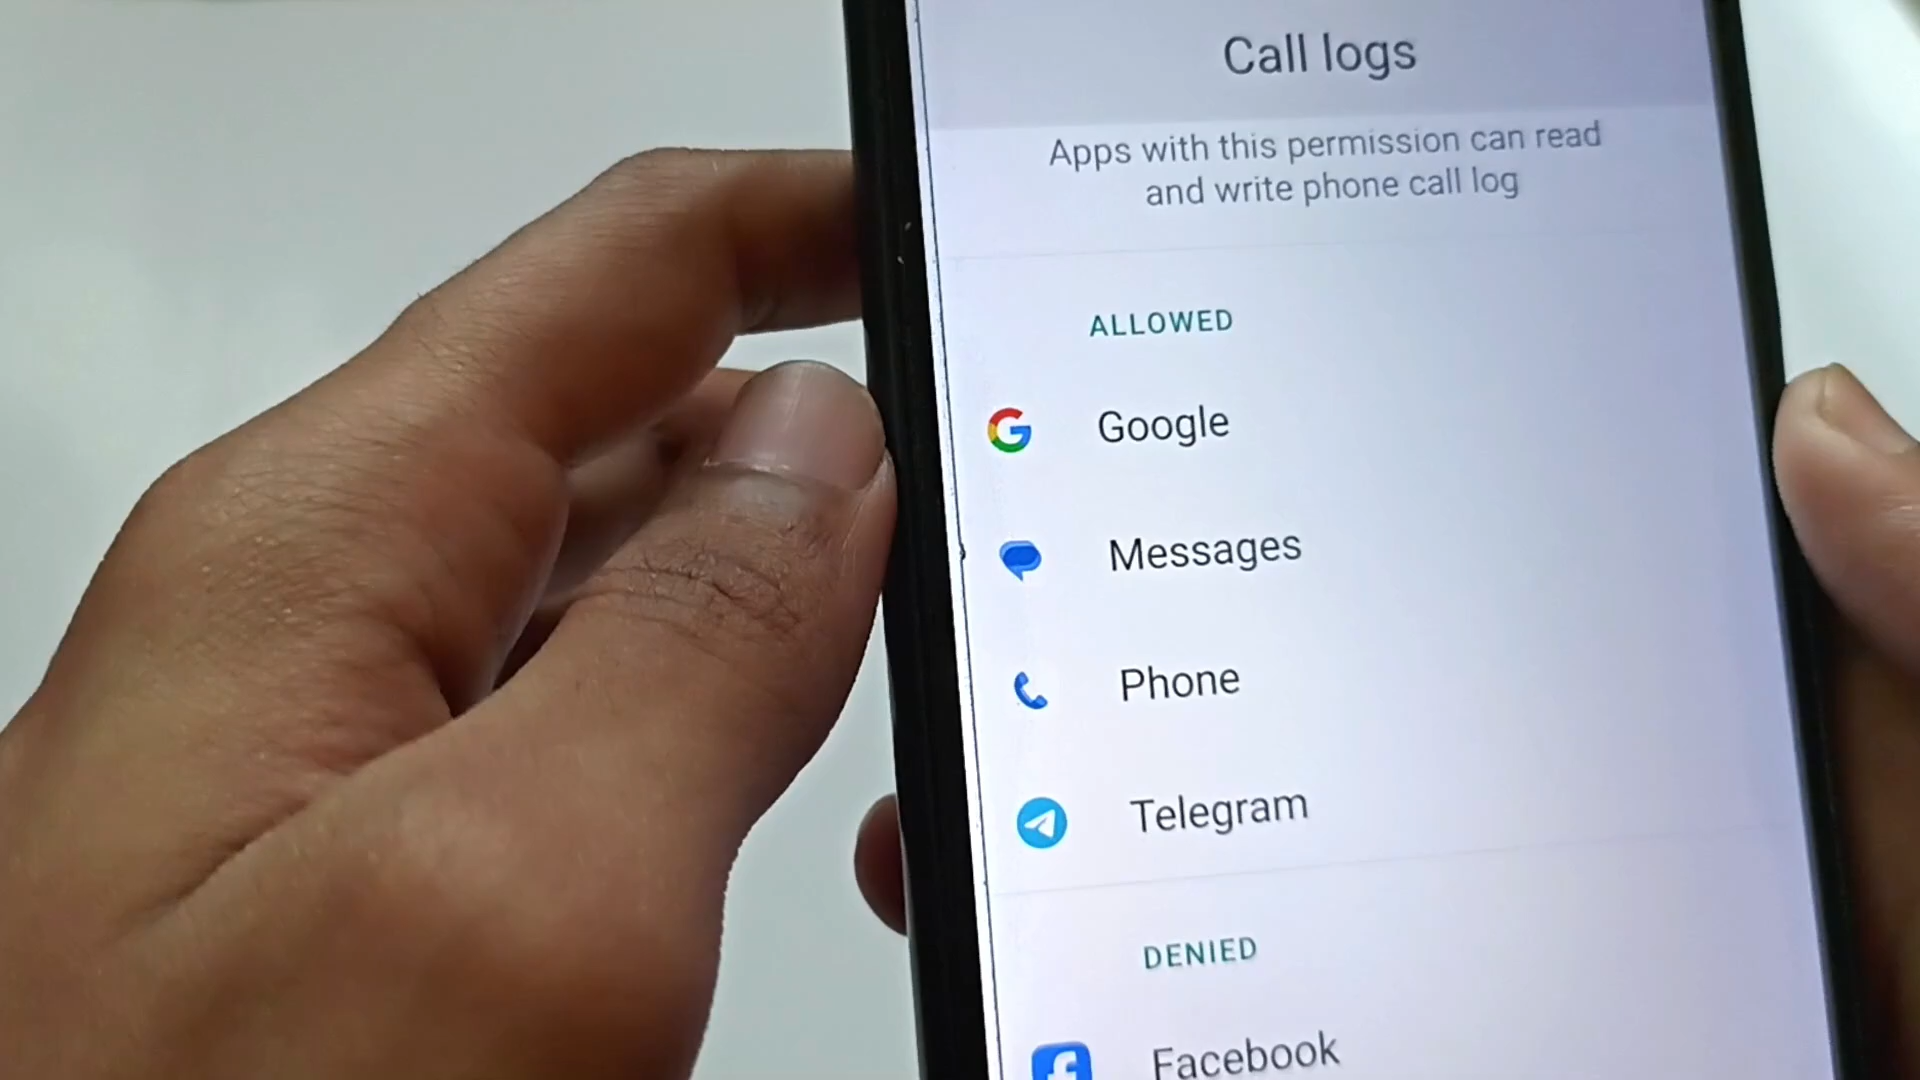 Call logs
Apps with this permission can read
and write phone call log
ALLOWED
Google
Messages
Phone
Telegram
DENIED
Facebook